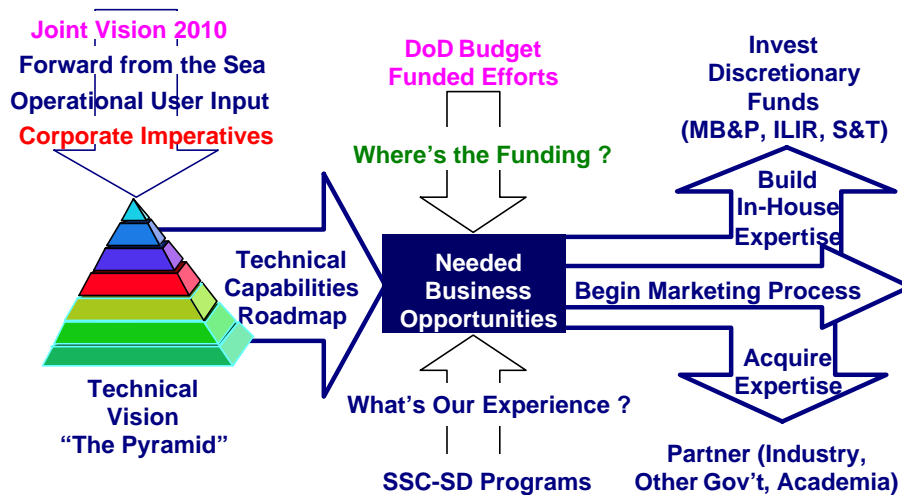 Joint Vision 2010
Forward from the Sea
Operational User Input
Corporate Imperatives
Technical
Vision
“The Pyramid”
Technical
Capabilities
Roadmap
DoD Budget
Funded Efforts
Where’s the Funding ?
Needed
Business
Opportunities
What’s Our Experience ?
SSC-SD Programs
Invest
Discretionary
Funds
(MB&P, ILIR, S&T)
Build
In-House
Expertise
Begin Marketing Process
Acquire
Expertise
Partner (Industry,
Other Gov’t, Academia)